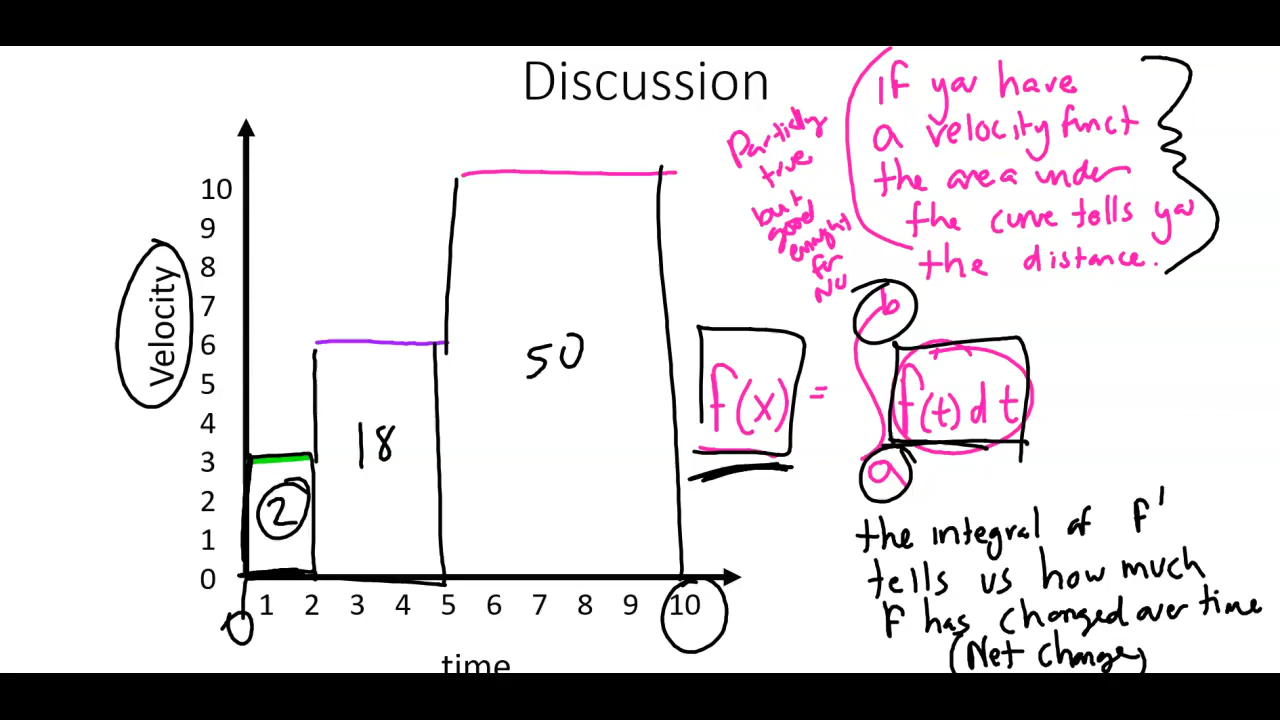 Discussion
If you have
a velocity funct
the area under
the curve tells you
the distance.
Partially
true
but
good
enough
for
now
Velocity
10
9
8
7
6
5
4
3
2
1
0
2
18
50
f(x) = ∫ₐᵇ f(t)dt
1 2 3 4 5 6 7 8 9 10
0
time
the integral of F'
tells us how much
F has changed over time
(Net change)